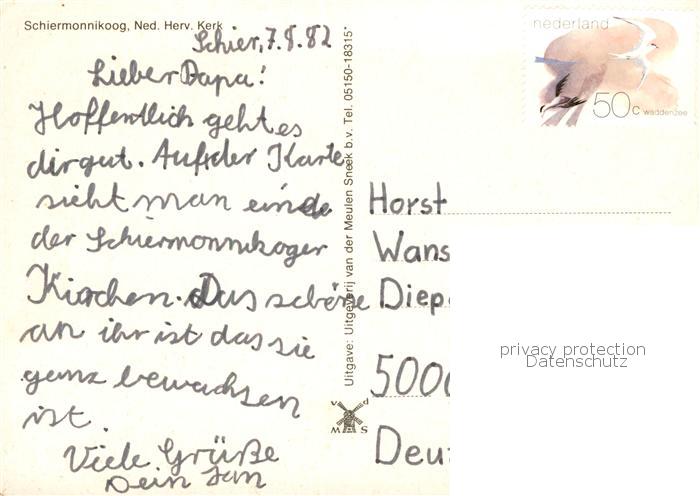 Schiermonnikoog, Ned. Herv. Kerk
Schier, 7.8.82
Lieber Papa!
Hoffentlich geht es
dir gut. Auf der Karte
sieht man eine
der Schiermonnikoger
Kirchen. Das schöne
an ihr ist das sie
ganz bewachsen
ist.
Viele Grüße
Dein Jan
Uitgave: Uitgeverij van der Meulen Sneek b.v. Tel. 05150-18315*
v d
M S
nederland
50c waddenzee
Horst
Wans
Diep
5000
Deu
privacy protection
Datenschutz